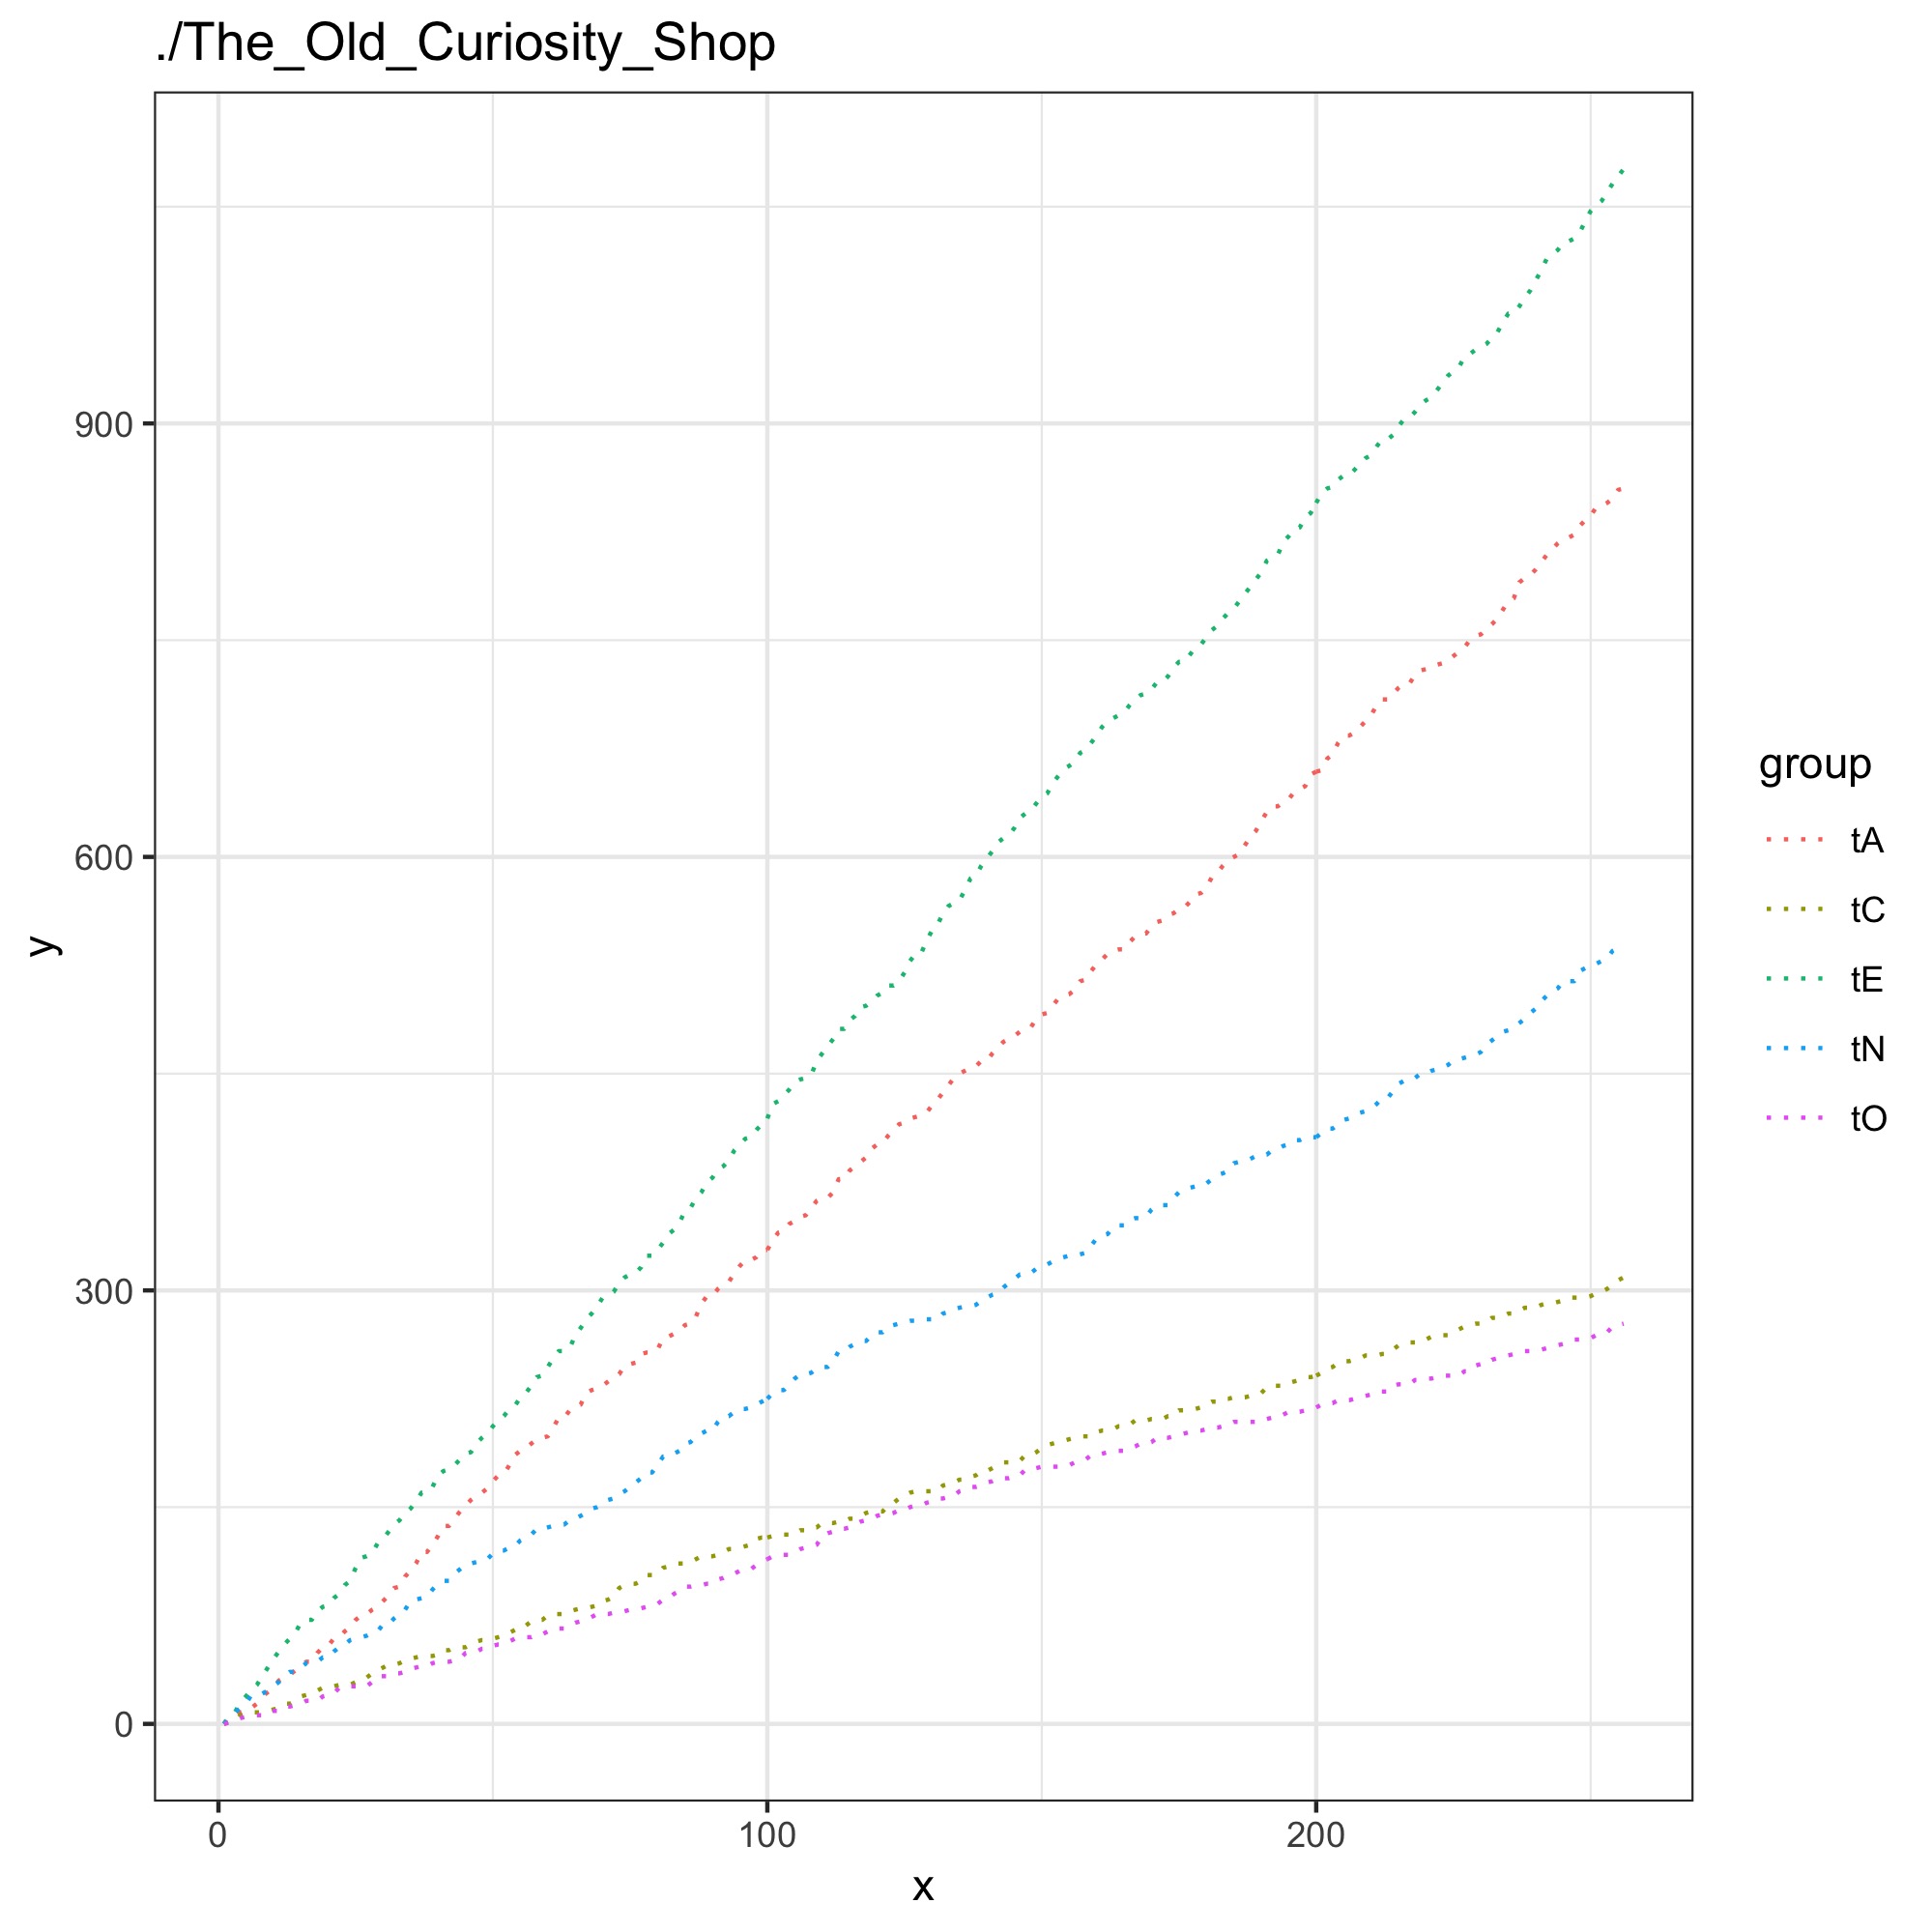 ./The_Old_Curiosity_Shop
y
900
600
300
0
0 100 200
x
group
tA
tC
tE
tN
tO